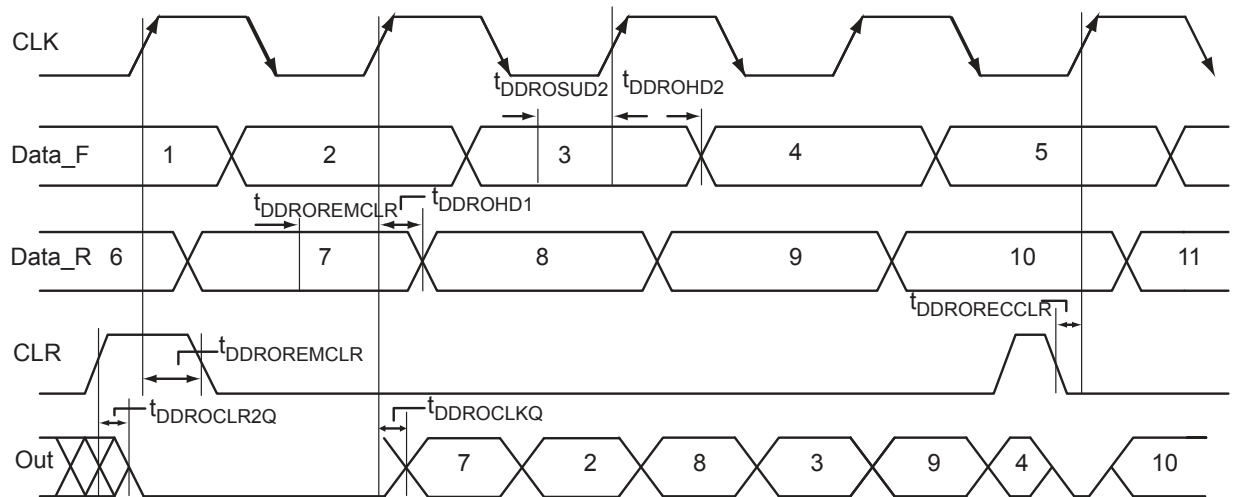 CLK
tDDROSUD2 tDDROHD2
Data_F 1 2 3 4 5
tDDROREMCLR tDDROHD1
Data_R 6 7 8 9 10 11
tDDRORECCLR
CLR
tDDROREMCLR
tDDROCLR2Q tDDROCLKQ
Out 7 2 8 3 9 4 10